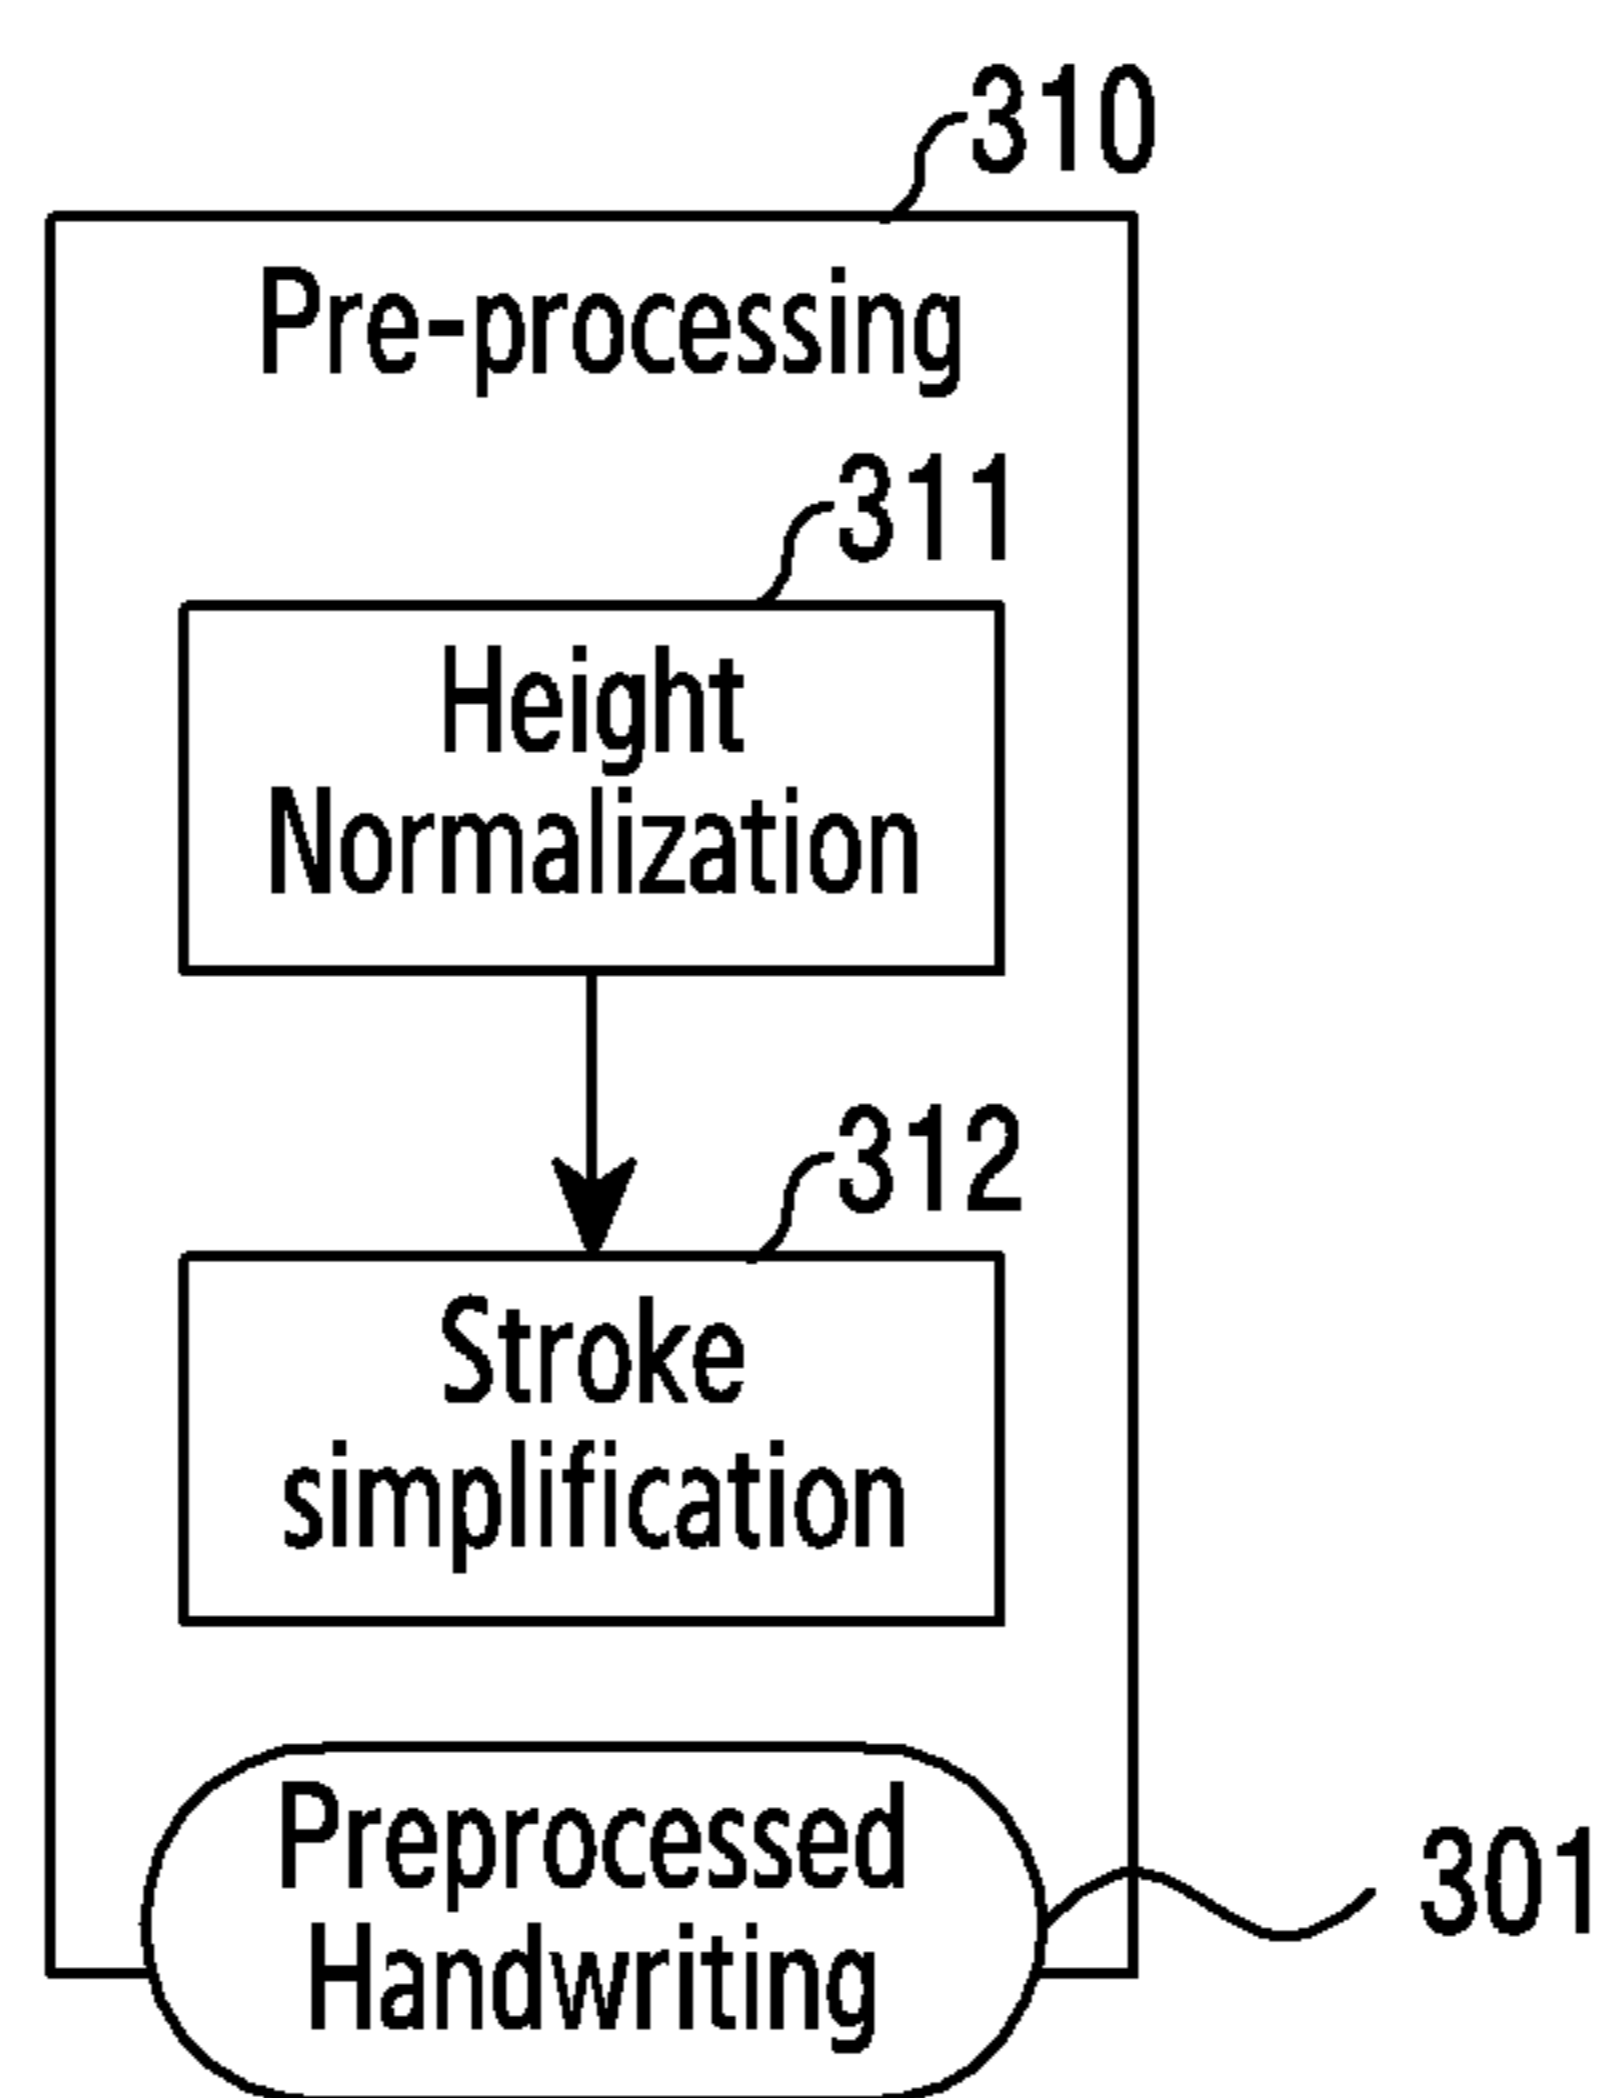 310
Pre-processing
311
Height
Normalization
312
Stroke
simplification
Preprocessed
Handwriting
301